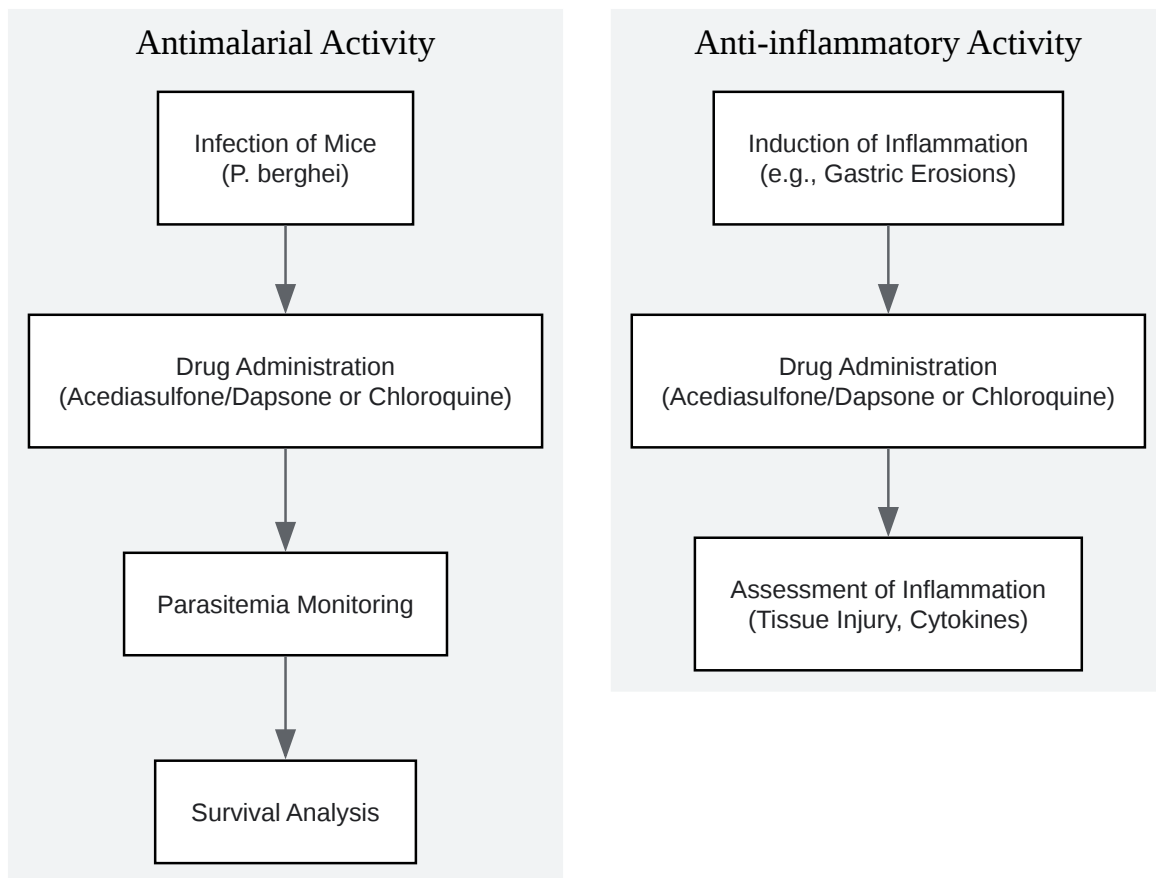 Antimalarial Activity
Infection of Mice
(P. berghei)
Drug Administration
(Acediasulfone/Dapsone or Chloroquine)
Parasitemia Monitoring
Survival Analysis
Anti-inflammatory Activity
Induction of Inflammation
(e.g., Gastric Erosions)
Drug Administration
(Acediasulfone/Dapsone or Chloroquine)
Assessment of Inflammation
(Tissue Injury, Cytokines)